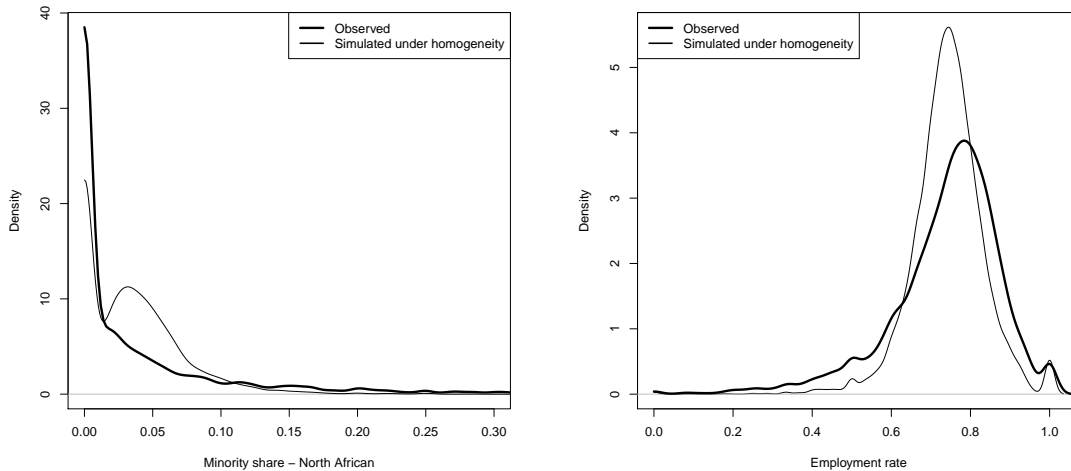 Observed
Simulated under homogeneity
Density
40
30
20
10
0
0.00 0.05 0.10 0.15 0.20 0.25 0.30
Minority share − North African
Observed
Simulated under homogeneity
Density
5
4
3
2
1
0
0.0 0.2 0.4 0.6 0.8 1.0
Employment rate